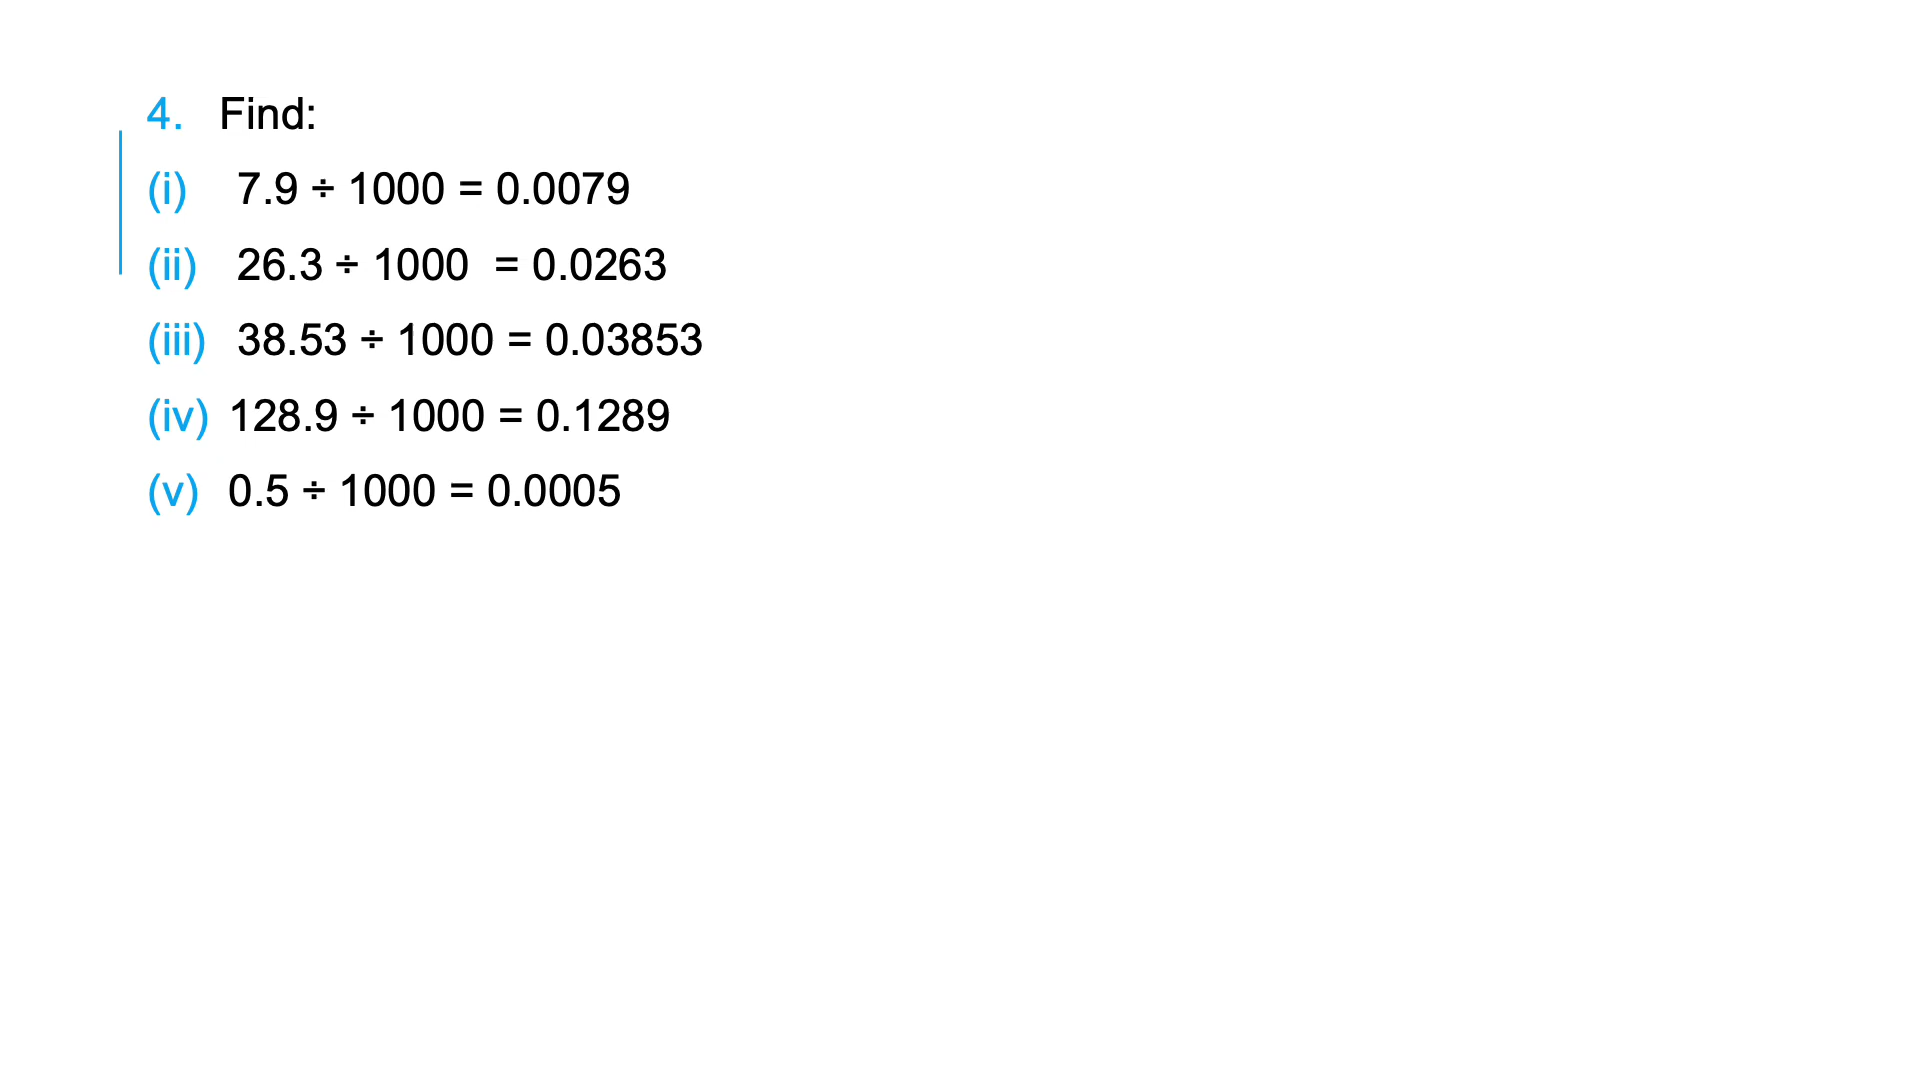 4. Find:
(i) 7.9 ÷ 1000 = 0.0079
(ii) 26.3 ÷ 1000 = 0.0263
(iii) 38.53 ÷ 1000 = 0.03853
(iv) 128.9 ÷ 1000 = 0.1289
(v) 0.5 ÷ 1000 = 0.0005